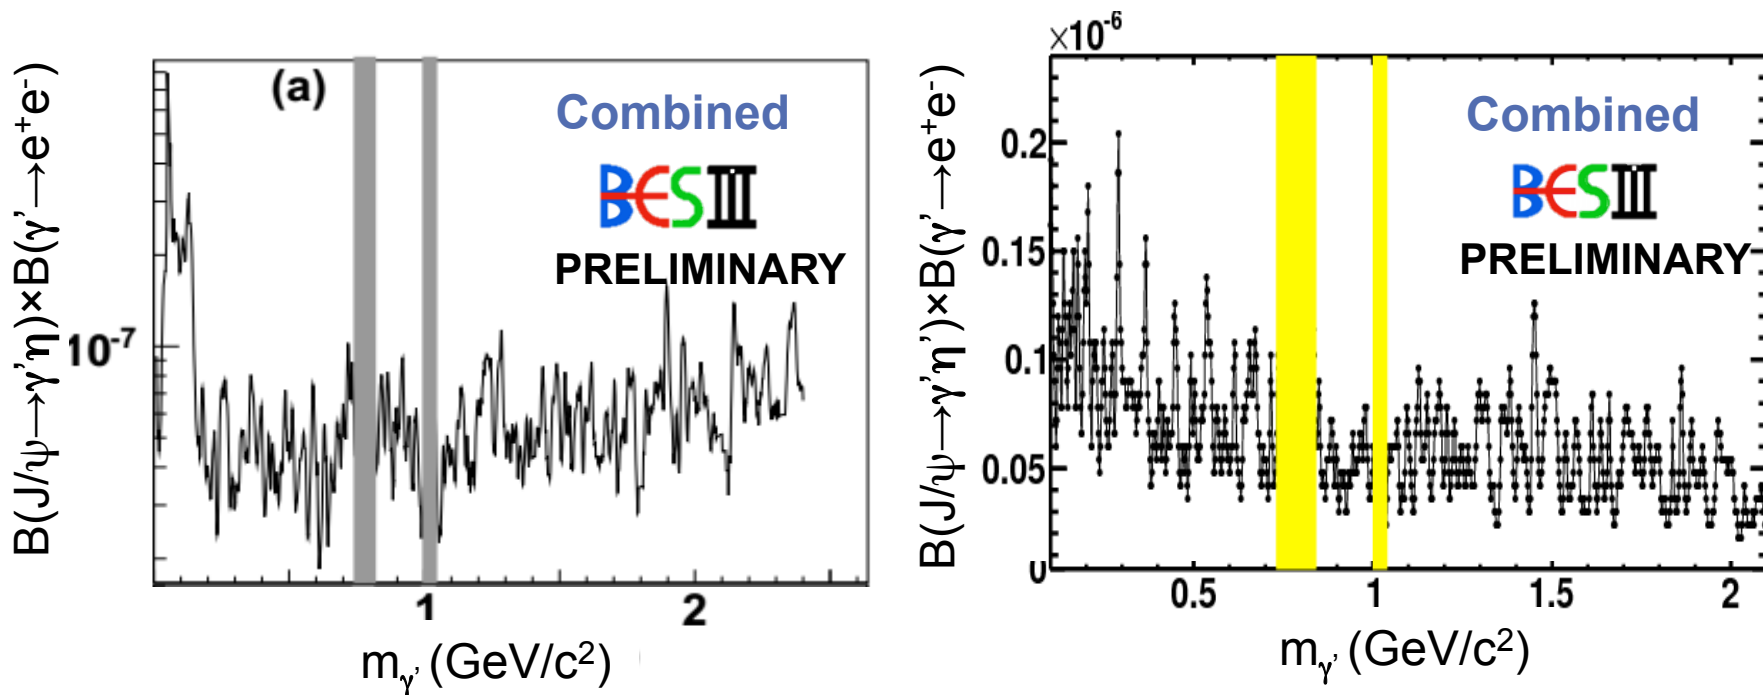 B(J/ψ→γ'η)×B(γ'→e⁺e⁻)
(a)
Combined
BESIII
PRELIMINARY
10⁻⁷
1
2
m_γ' (GeV/c²)
B(J/ψ→γ'η')×B(γ'→e⁺e⁻)
×10⁻⁶
Combined
BESIII
PRELIMINARY
0.2
0.15
0.1
0.05
0
0.5
1
1.5
2
m_γ' (GeV/c²)